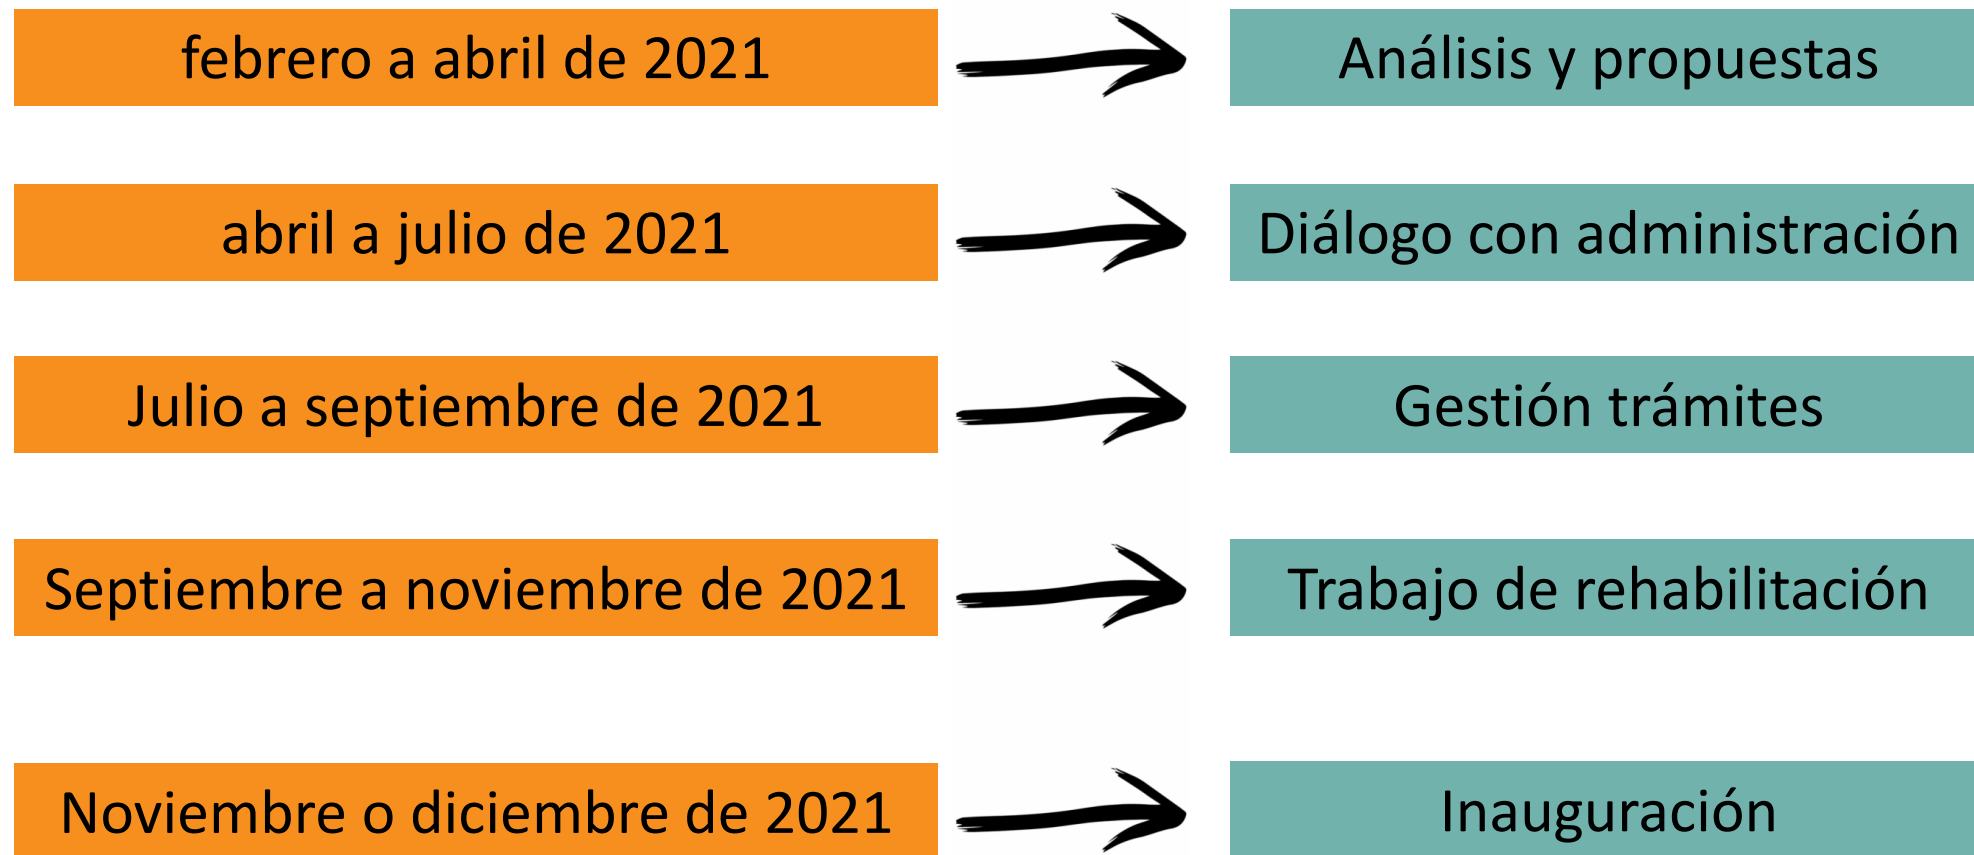 febrero a abril de 2021
Análisis y propuestas
abril a julio de 2021
Diálogo con administración
Julio a septiembre de 2021
Gestión trámites
Septiembre a noviembre de 2021
Trabajo de rehabilitación
Noviembre o diciembre de 2021
Inauguración